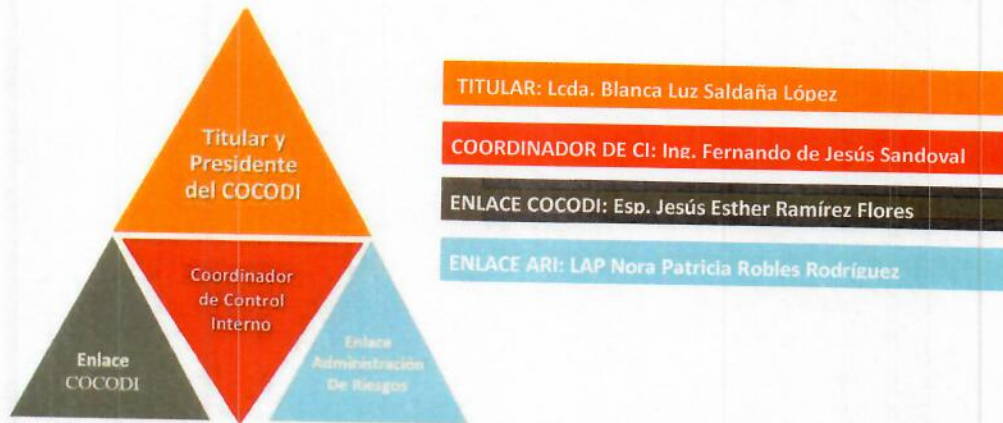 Titular y
Presidente
del COCODI
Coordinador
de Control
Interno
Enlace
COCODI
Enlace
Administración
De Riesgos
TITULAR: Lcda. Blanca Luz Saldaña López
COORDINADOR DE CI: Ing. Fernando de Jesús Sandoval
ENLACE COCODI: Esp. Jesús Esther Ramírez Flores
ENLACE ARI: LAP Nora Patricia Robles Rodríguez